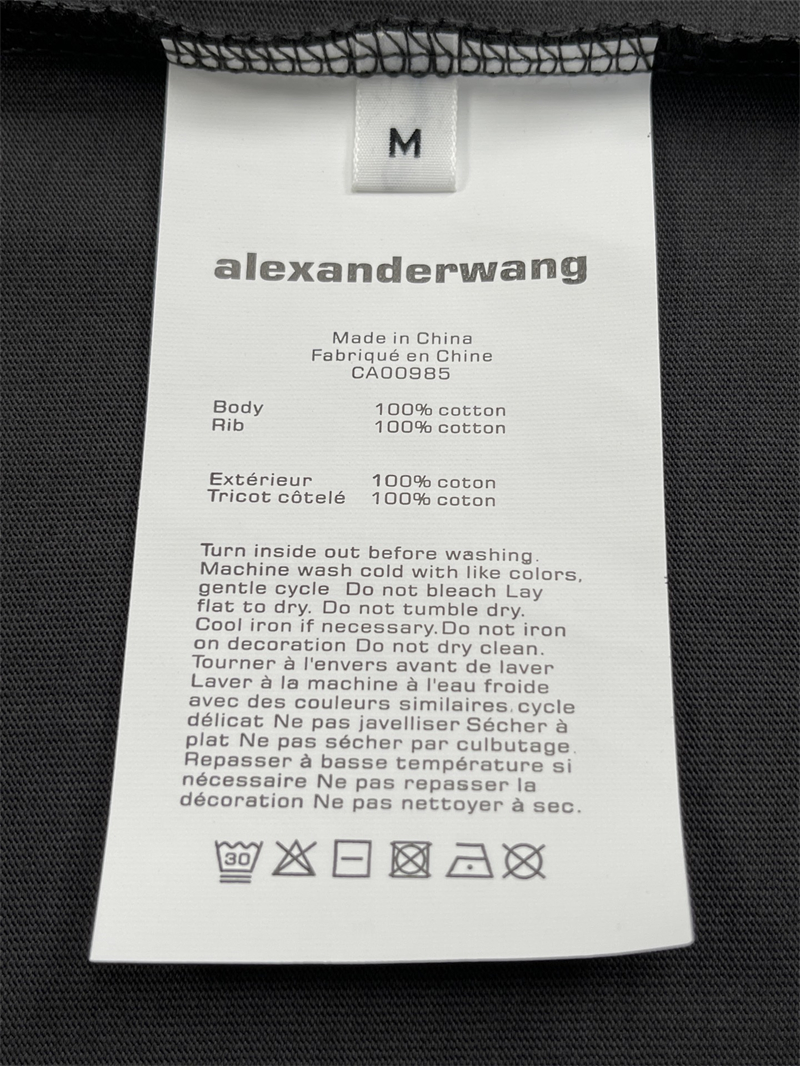 M
alexanderwang
Made in China
Fabriqué en Chine
CA00985
Body 100% cotton
Rib 100% cotton
Extérieur 100% coton
Tricot côtelé 100% coton
Turn inside out before washing.
Machine wash cold with like colors,
gentle cycle Do not bleach Lay
flat to dry. Do not tumble dry.
Cool iron if necessary. Do not iron
on decoration Do not dry clean.
Tourner à l'envers avant de laver
Laver à la machine à l'eau froide
avec des couleurs similaires, cycle
délicat Ne pas javelliser Sécher à
plat Ne pas sécher par culbutage.
Repasser à basse température si
nécessaire Ne pas repasser la
décoration Ne pas nettoyer à sec.
30